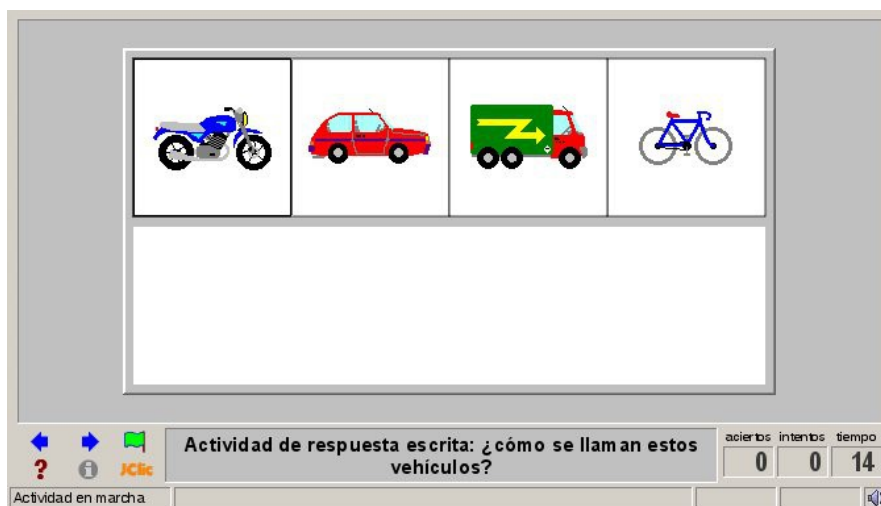 Actividad de respuesta escrita: ¿cómo se llaman estos
vehículos?
aciertos intentos tiempo
0 0 14
? i JClic
Actividad en marcha